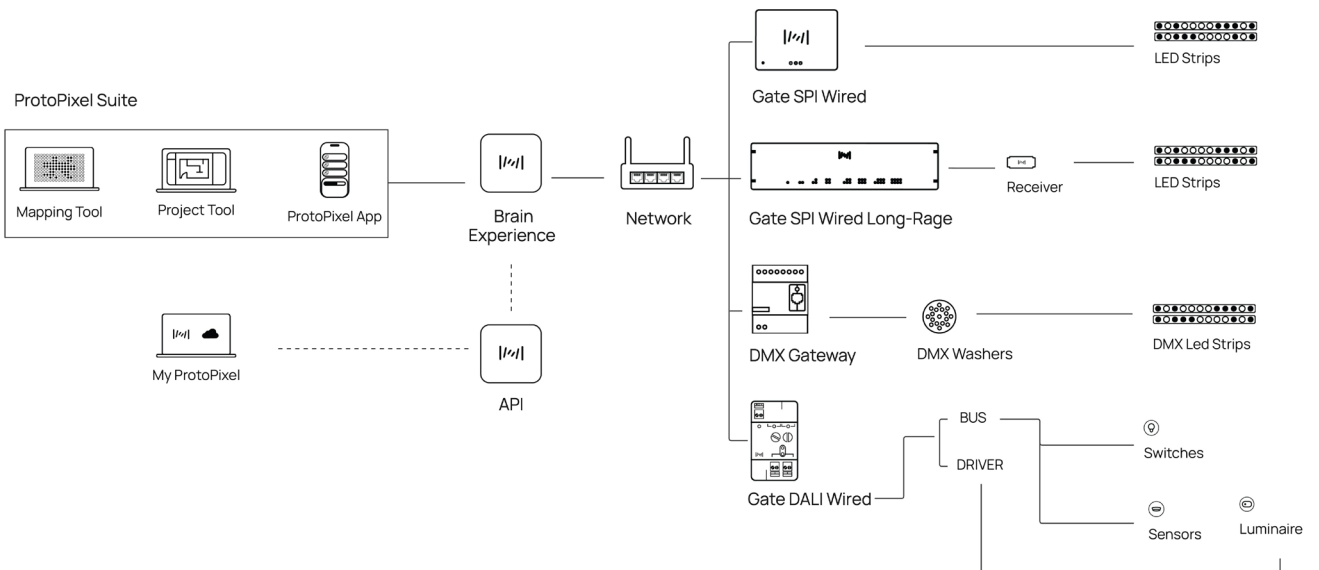 ProtoPixel Suite
Mapping Tool
Project Tool
ProtoPixel App
Brain
Experience
Network
My ProtoPixel
API
Gate SPI Wired
LED Strips
Gate SPI Wired Long-Rage
Receiver
LED Strips
DMX Gateway
DMX Washers
DMX Led Strips
Gate DALI Wired
BUS
DRIVER
Switches
Sensors
Luminaire